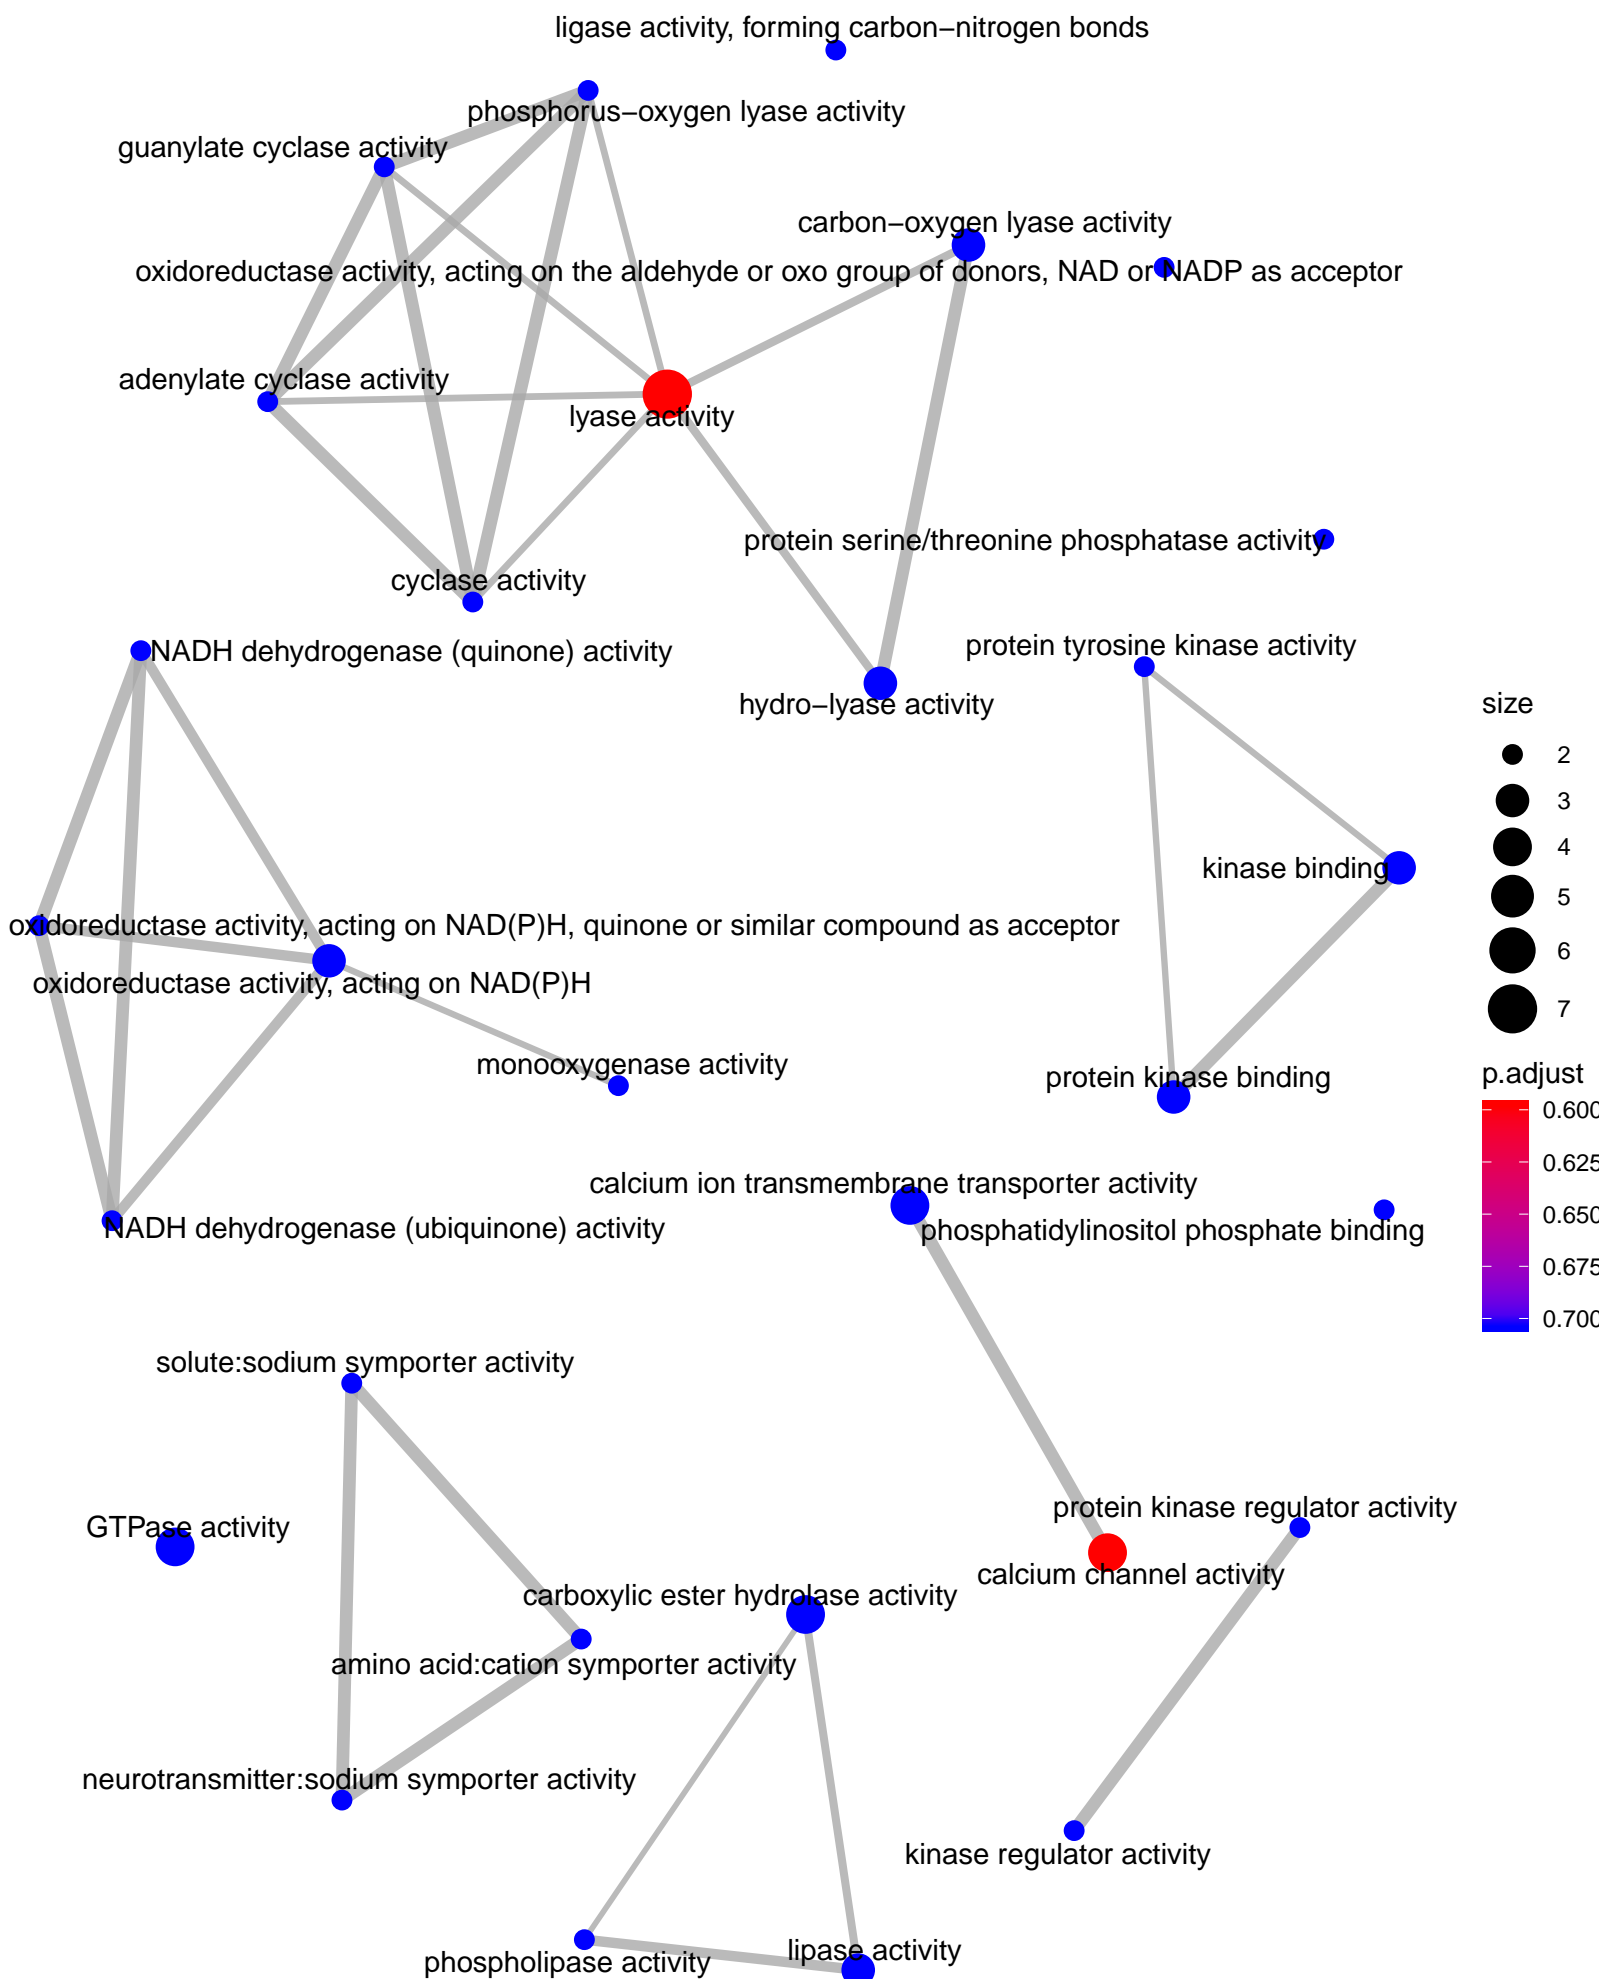 ligase activity, forming carbon−nitrogen bonds
phosphorus−oxygen lyase activity
guanylate cyclase activity
carbon−oxygen lyase activity
oxidoreductase activity, acting on the aldehyde or oxo group of donors, NAD or NADP as acceptor
adenylate cyclase activity
lyase activity
protein serine/threonine phosphatase activity
cyclase activity
NADH dehydrogenase (quinone) activity
protein tyrosine kinase activity
hydro−lyase activity
size
2
3
4
5
6
7
kinase binding
oxidoreductase activity, acting on NAD(P)H, quinone or similar compound as acceptor
oxidoreductase activity, acting on NAD(P)H
monooxygenase activity
protein kinase binding
p.adjust
0.600
0.625
0.650
0.675
0.700
calcium ion transmembrane transporter activity
phosphatidylinositol phosphate binding
NADH dehydrogenase (ubiquinone) activity
solute:sodium symporter activity
protein kinase regulator activity
GTPase activity
calcium channel activity
carboxylic ester hydrolase activity
amino acid:cation symporter activity
neurotransmitter:sodium symporter activity
kinase regulator activity
lipase activity
phospholipase activity